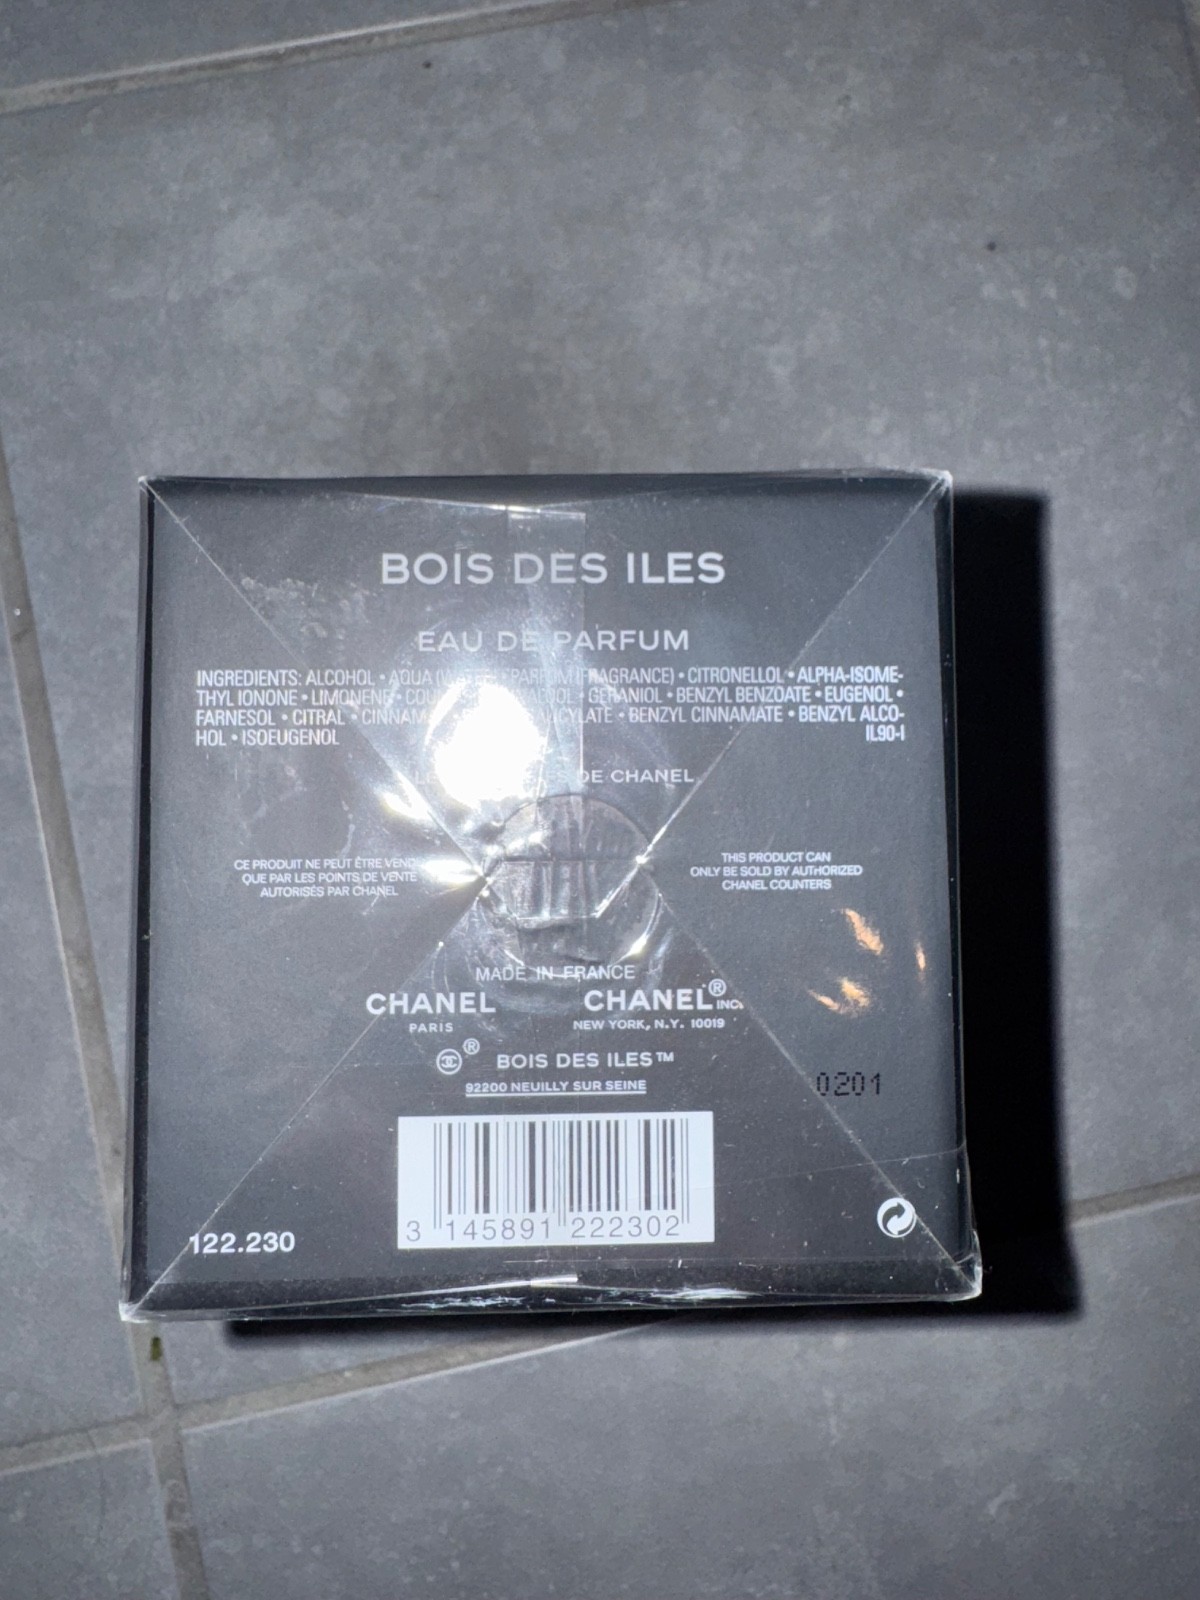 BOIS DES ILES
EAU DE PARFUM
INGREDIENTS: ALCOHOL • AQUA (WATER) • PARFUM (FRAGRANCE) • CITRONELLOL • ALPHA-ISOME-
THYL IONONE • LIMONENE • GERANIOL • BENZYL BENZOATE • EUGENOL •
FARNESOL • CITRAL • BENZYL CINNAMATE • BENZYL ALCO-
HOL • ISOEUGENOL IL90-I
DE CHANEL
CE PRODUIT NE PEUT ÊTRE
QUE PAR LES POINTS DE VENTE
AUTORISÉS PAR CHANEL
THIS PRODUCT CAN
ONLY BE SOLD BY AUTHORIZED
CHANEL COUNTERS
MADE IN FRANCE
CHANEL CHANEL® INC.
PARIS NEW YORK, N.Y. 10019
® BOIS DES ILES™
92200 NEUILLY SUR SEINE
0201
3 145891 222302
122.230